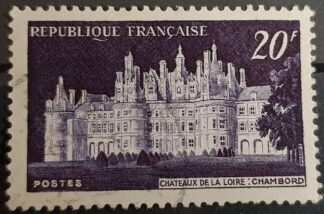 REPUBLIQUE FRANÇAISE
20F
POSTES
CHATEAUX DE LA LOIRE : CHAMBORD